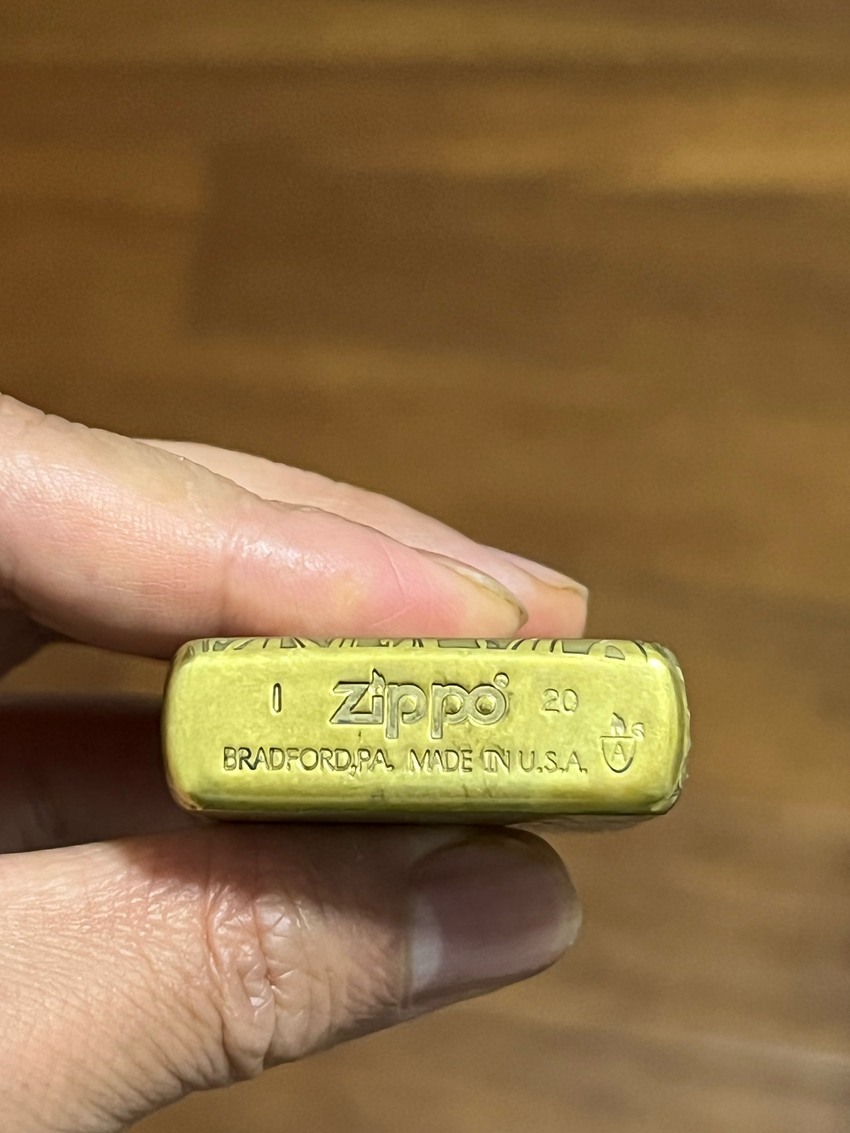 I Zippo® 20
BRADFORD,PA. MADE IN U.S.A.
A